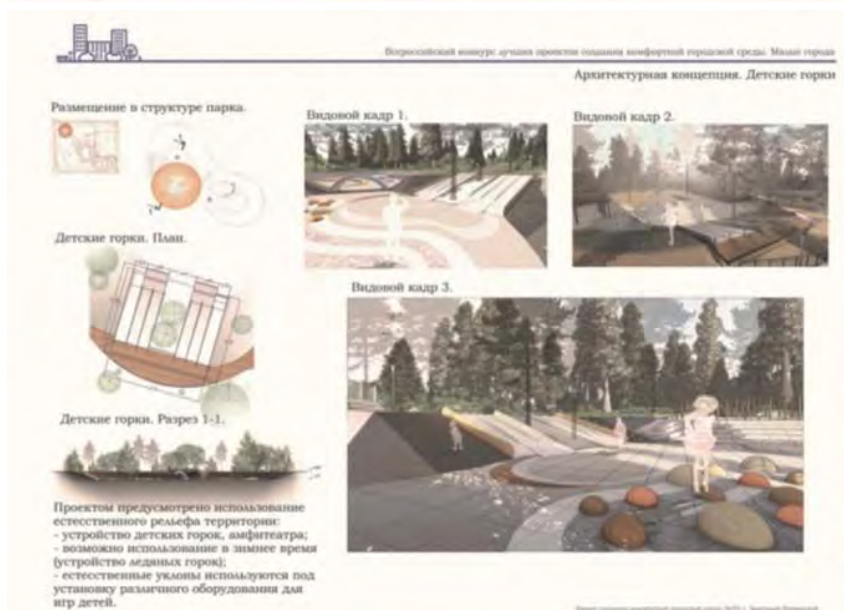 Всероссийский конкурс лучших проектов создания комфортной городской среды. Малые города
Архитектурная концепция. Детские горки
Размещение в структуре парка.
Видовой кадр 1.
Видовой кадр 2.
Детские горки. План.
Видовой кадр 3.
Детские горки. Разрез 1-1.
Проектом предусмотрено использование
естесственного рельефа территории:
- устройство детских горок, амфитеатра;
- возможно использование в зимнее время
(устройство ледяных горок);
- естесственные уклоны используются под
установку различного оборудования для
игр детей.